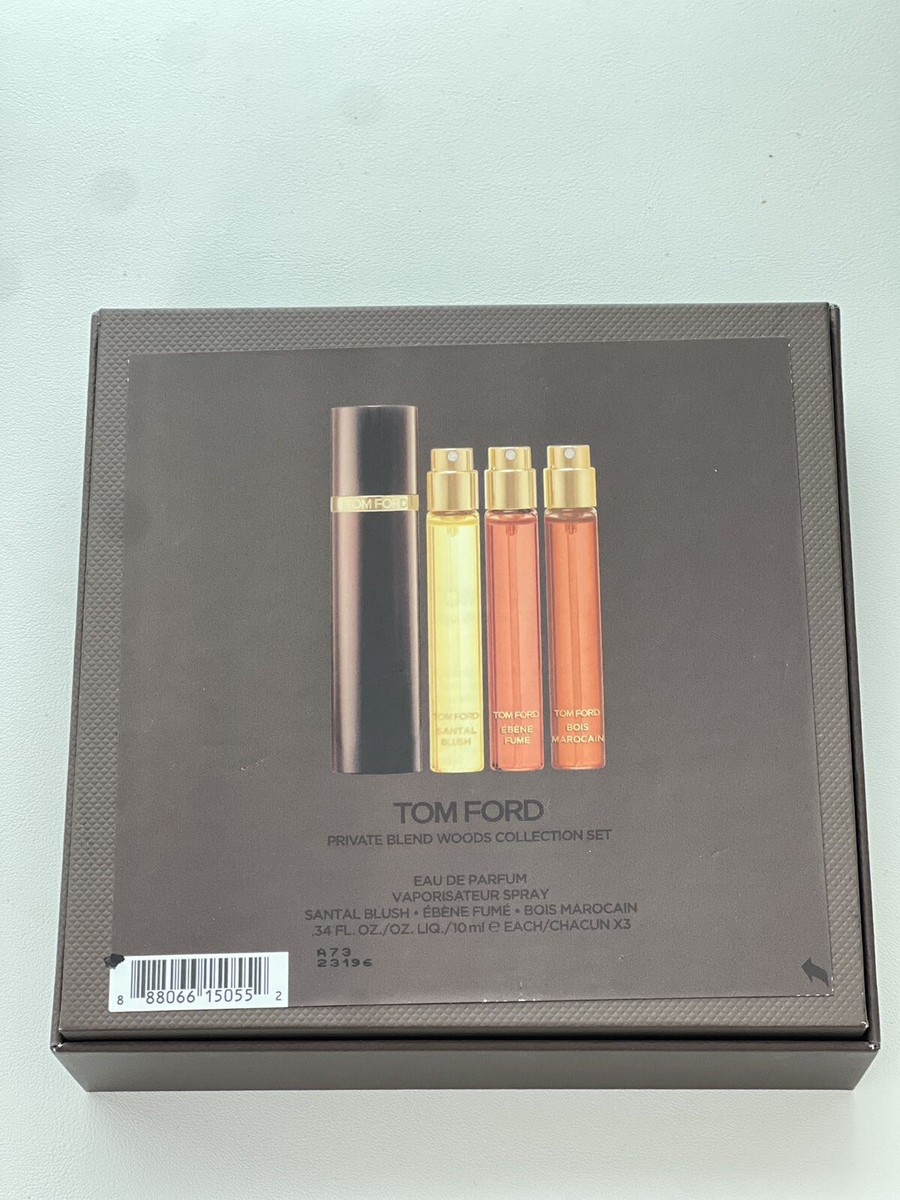 TOM FORD
TOM FORD
SANTAL
BLUSH
TOM FORD
ÉBÈNE
FUMÉ
TOM FORD
BOIS
MAROCAIN
TOM FORD
PRIVATE BLEND WOODS COLLECTION SET
EAU DE PARFUM
VAPORISATEUR SPRAY
SANTAL BLUSH • ÉBÈNE FUMÉ • BOIS MAROCAIN
.34 FL. OZ./OZ. LIQ./10 ml ℮ EACH/CHACUN X3
A73
23196
8 88066 15055 2